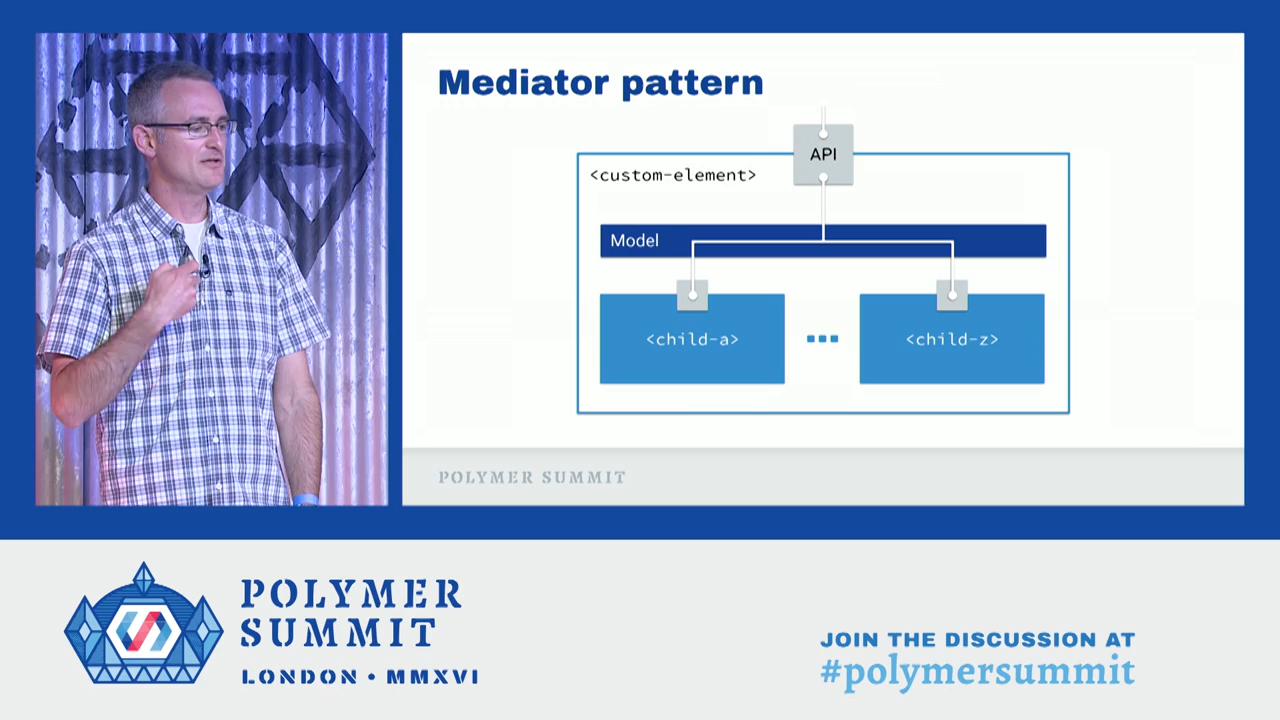 Mediator pattern
API
<custom-element>
Model
<child-a>
<child-z>
POLYMER SUMMIT
POLYMER
SUMMIT
LONDON • MMXVI
JOIN THE DISCUSSION AT
#polymersummit